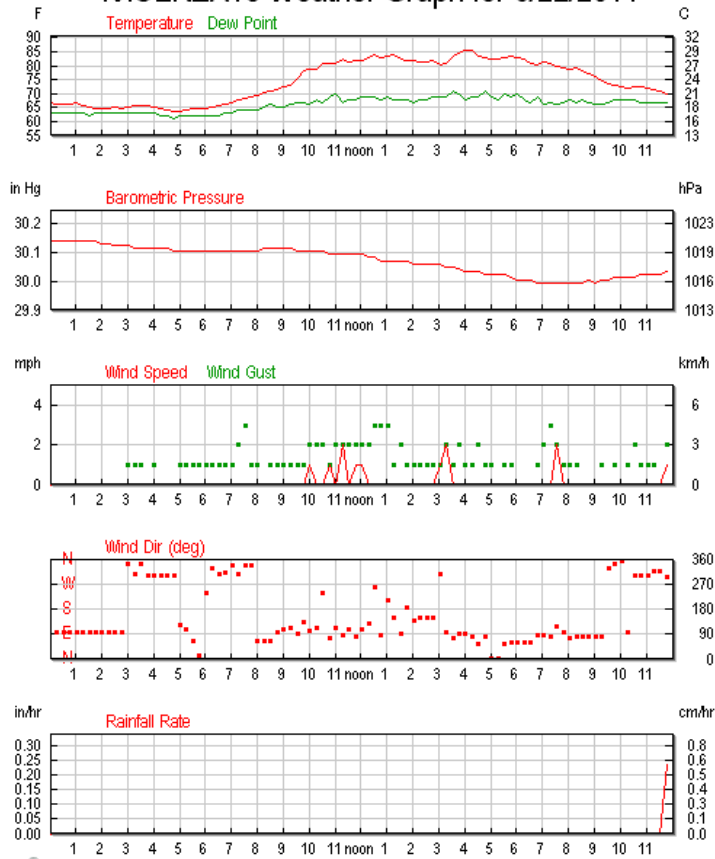 Weather Graph for
F C
Temperature Dew Point
90 32
85 29
80 27
75 24
70 21
65 18
60 16
55 13
1 2 3 4 5 6 7 8 9 10 11 noon 1 2 3 4 5 6 7 8 9 10 11
in Hg hPa
Barometric Pressure
30.2 1023
30.1 1019
30.0 1016
29.9 1013
1 2 3 4 5 6 7 8 9 10 11 noon 1 2 3 4 5 6 7 8 9 10 11
mph km/h
Wind Speed Wind Gust
4 6
2 3
0 0
1 2 3 4 5 6 7 8 9 10 11 noon 1 2 3 4 5 6 7 8 9 10 11
Wind Dir (deg)
N 360
W 270
S 180
E 90
N 0
1 2 3 4 5 6 7 8 9 10 11 noon 1 2 3 4 5 6 7 8 9 10 11
in/hr cm/hr
Rainfall Rate
0.30 0.8
0.25 0.6
0.20 0.5
0.15 0.4
0.10 0.3
0.05 0.1
0.00 0.0
1 2 3 4 5 6 7 8 9 10 11 noon 1 2 3 4 5 6 7 8 9 10 11